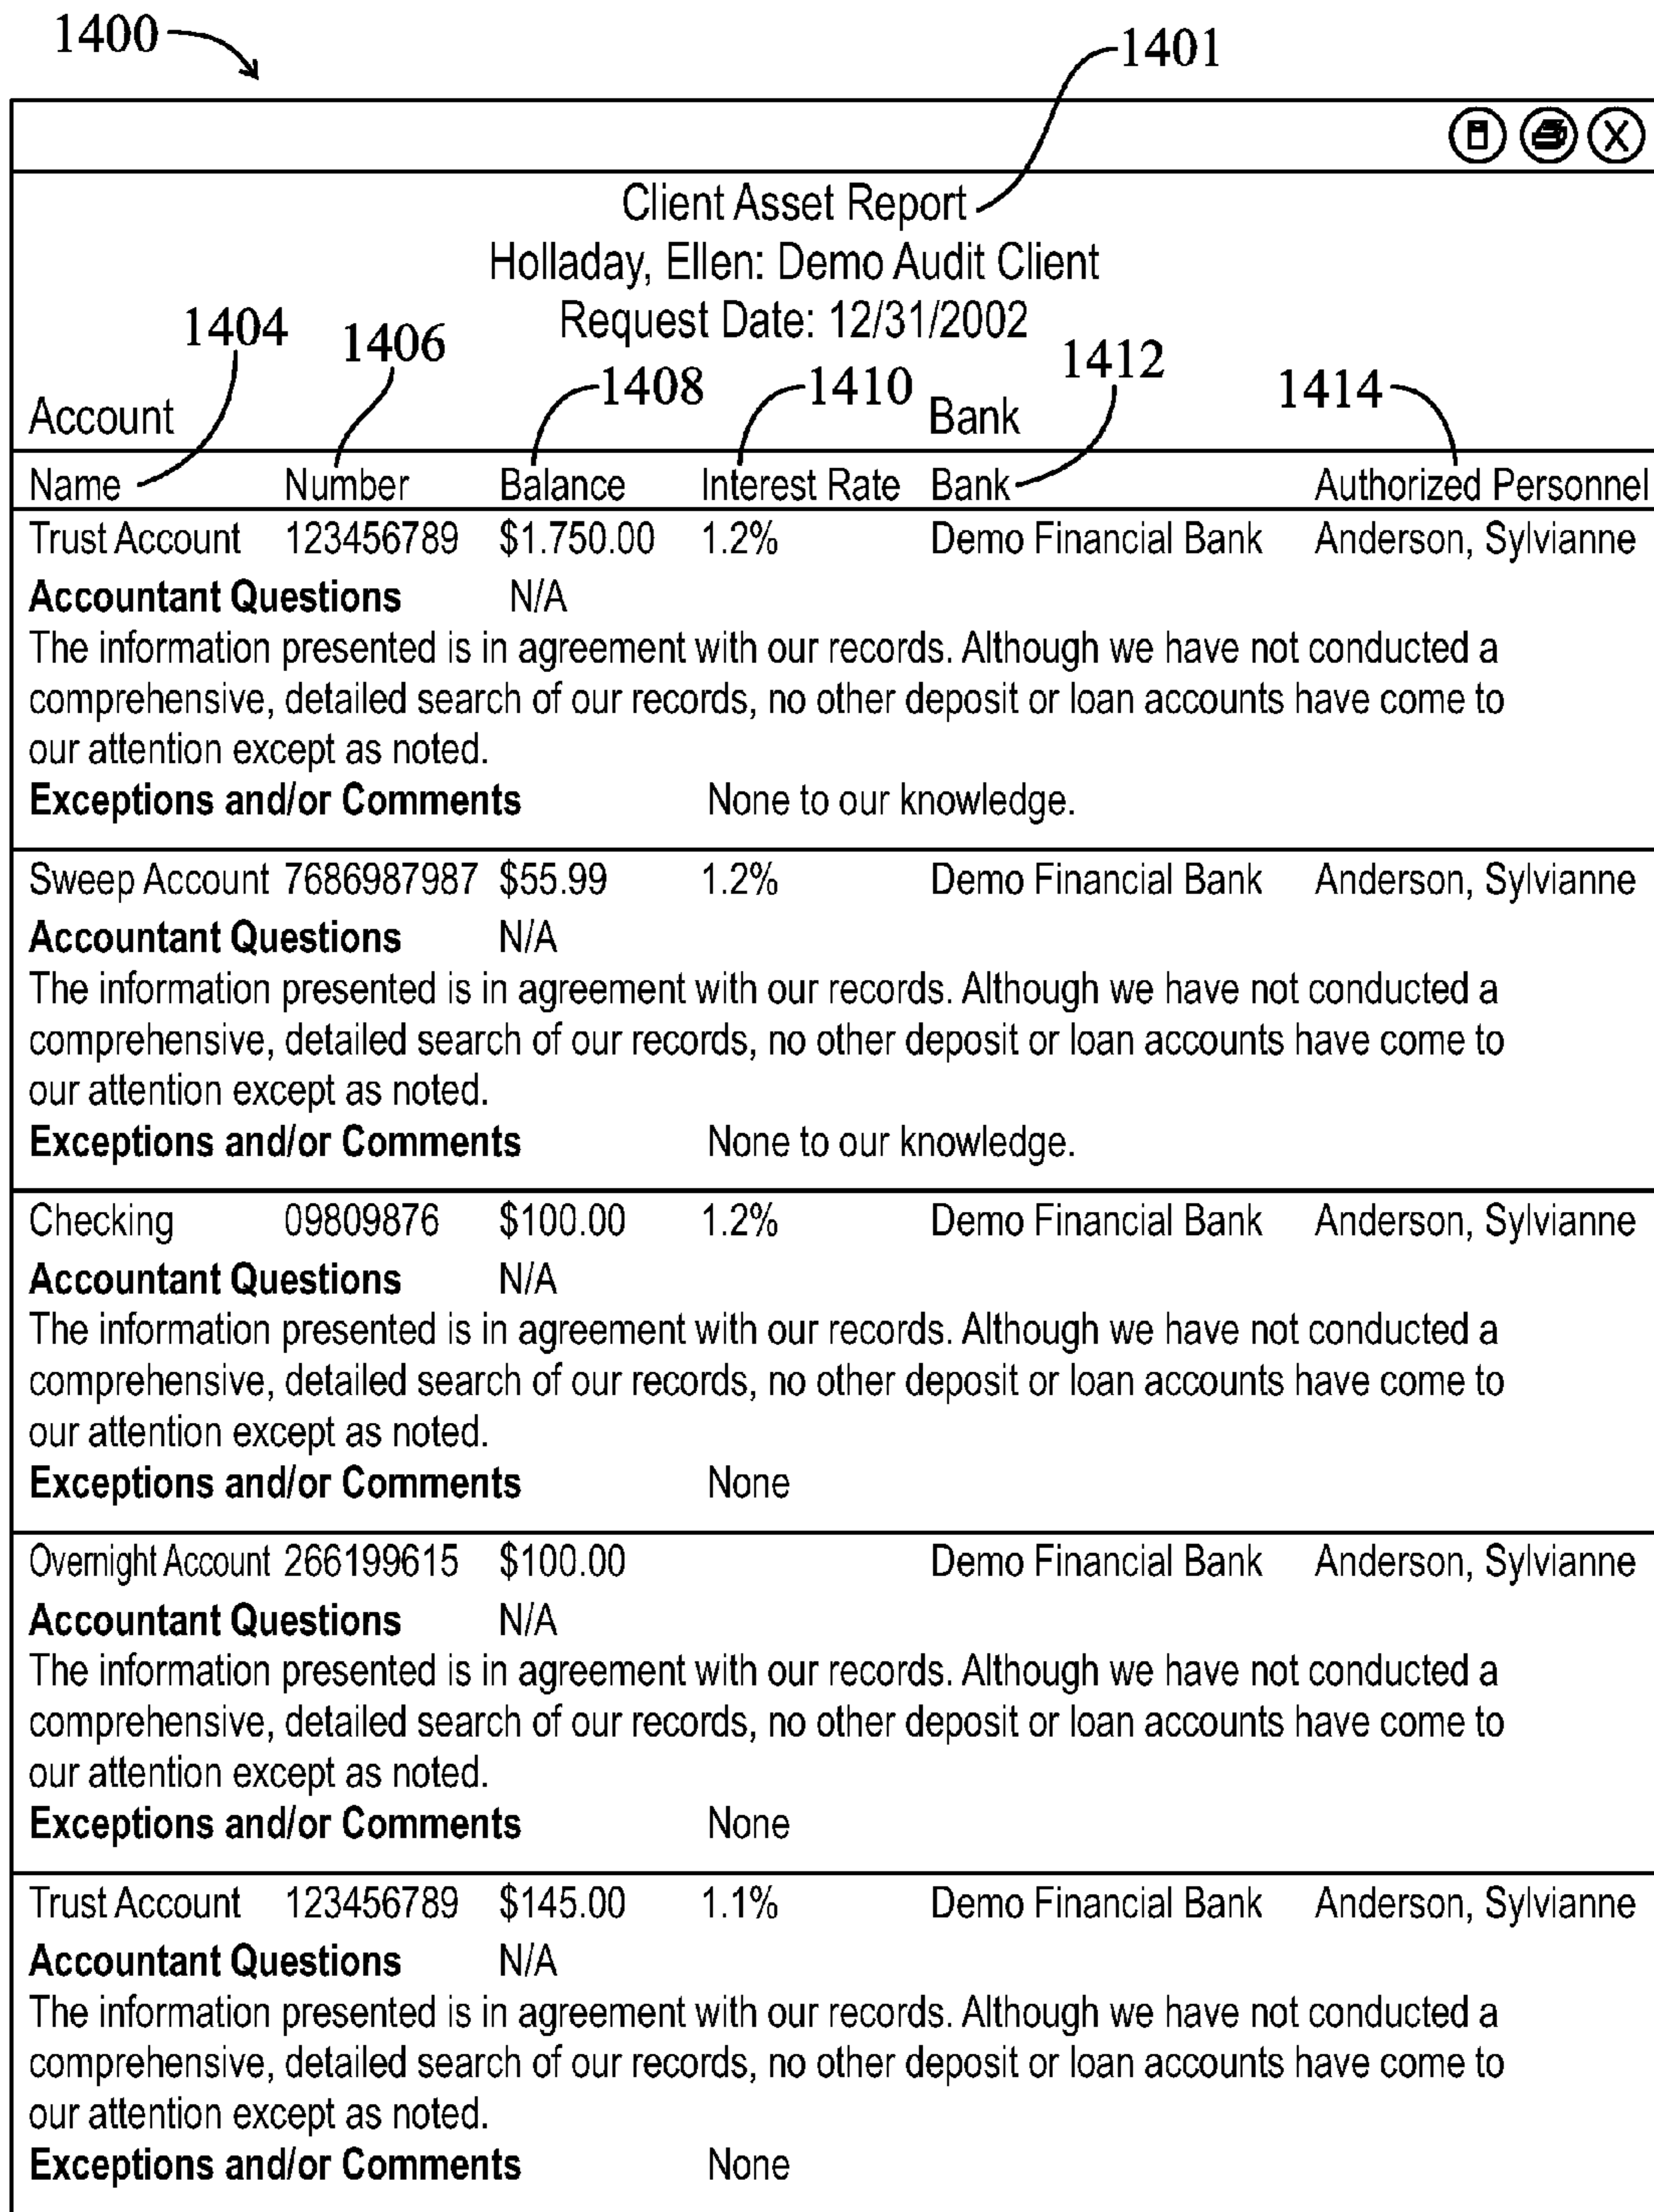 1400
1401
Client Asset Report
Holladay, Ellen: Demo Audit Client
Request Date: 12/31/2002
1404 1406 1408 1410 1412 1414
Account Bank
Name Number Balance Interest Rate Bank Authorized Personnel
Trust Account 123456789 $1.750.00 1.2% Demo Financial Bank Anderson, Sylvianne
Accountant Questions N/A
The information presented is in agreement with our records. Although we have not conducted a
comprehensive, detailed search of our records, no other deposit or loan accounts have come to
our attention except as noted.
Exceptions and/or Comments None to our knowledge.
Sweep Account 7686987987 $55.99 1.2% Demo Financial Bank Anderson, Sylvianne
Accountant Questions N/A
The information presented is in agreement with our records. Although we have not conducted a
comprehensive, detailed search of our records, no other deposit or loan accounts have come to
our attention except as noted.
Exceptions and/or Comments None to our knowledge.
Checking 09809876 $100.00 1.2% Demo Financial Bank Anderson, Sylvianne
Accountant Questions N/A
The information presented is in agreement with our records. Although we have not conducted a
comprehensive, detailed search of our records, no other deposit or loan accounts have come to
our attention except as noted.
Exceptions and/or Comments None
Overnight Account 266199615 $100.00 Demo Financial Bank Anderson, Sylvianne
Accountant Questions N/A
The information presented is in agreement with our records. Although we have not conducted a
comprehensive, detailed search of our records, no other deposit or loan accounts have come to
our attention except as noted.
Exceptions and/or Comments None
Trust Account 123456789 $145.00 1.1% Demo Financial Bank Anderson, Sylvianne
Accountant Questions N/A
The information presented is in agreement with our records. Although we have not conducted a
comprehensive, detailed search of our records, no other deposit or loan accounts have come to
our attention except as noted.
Exceptions and/or Comments None